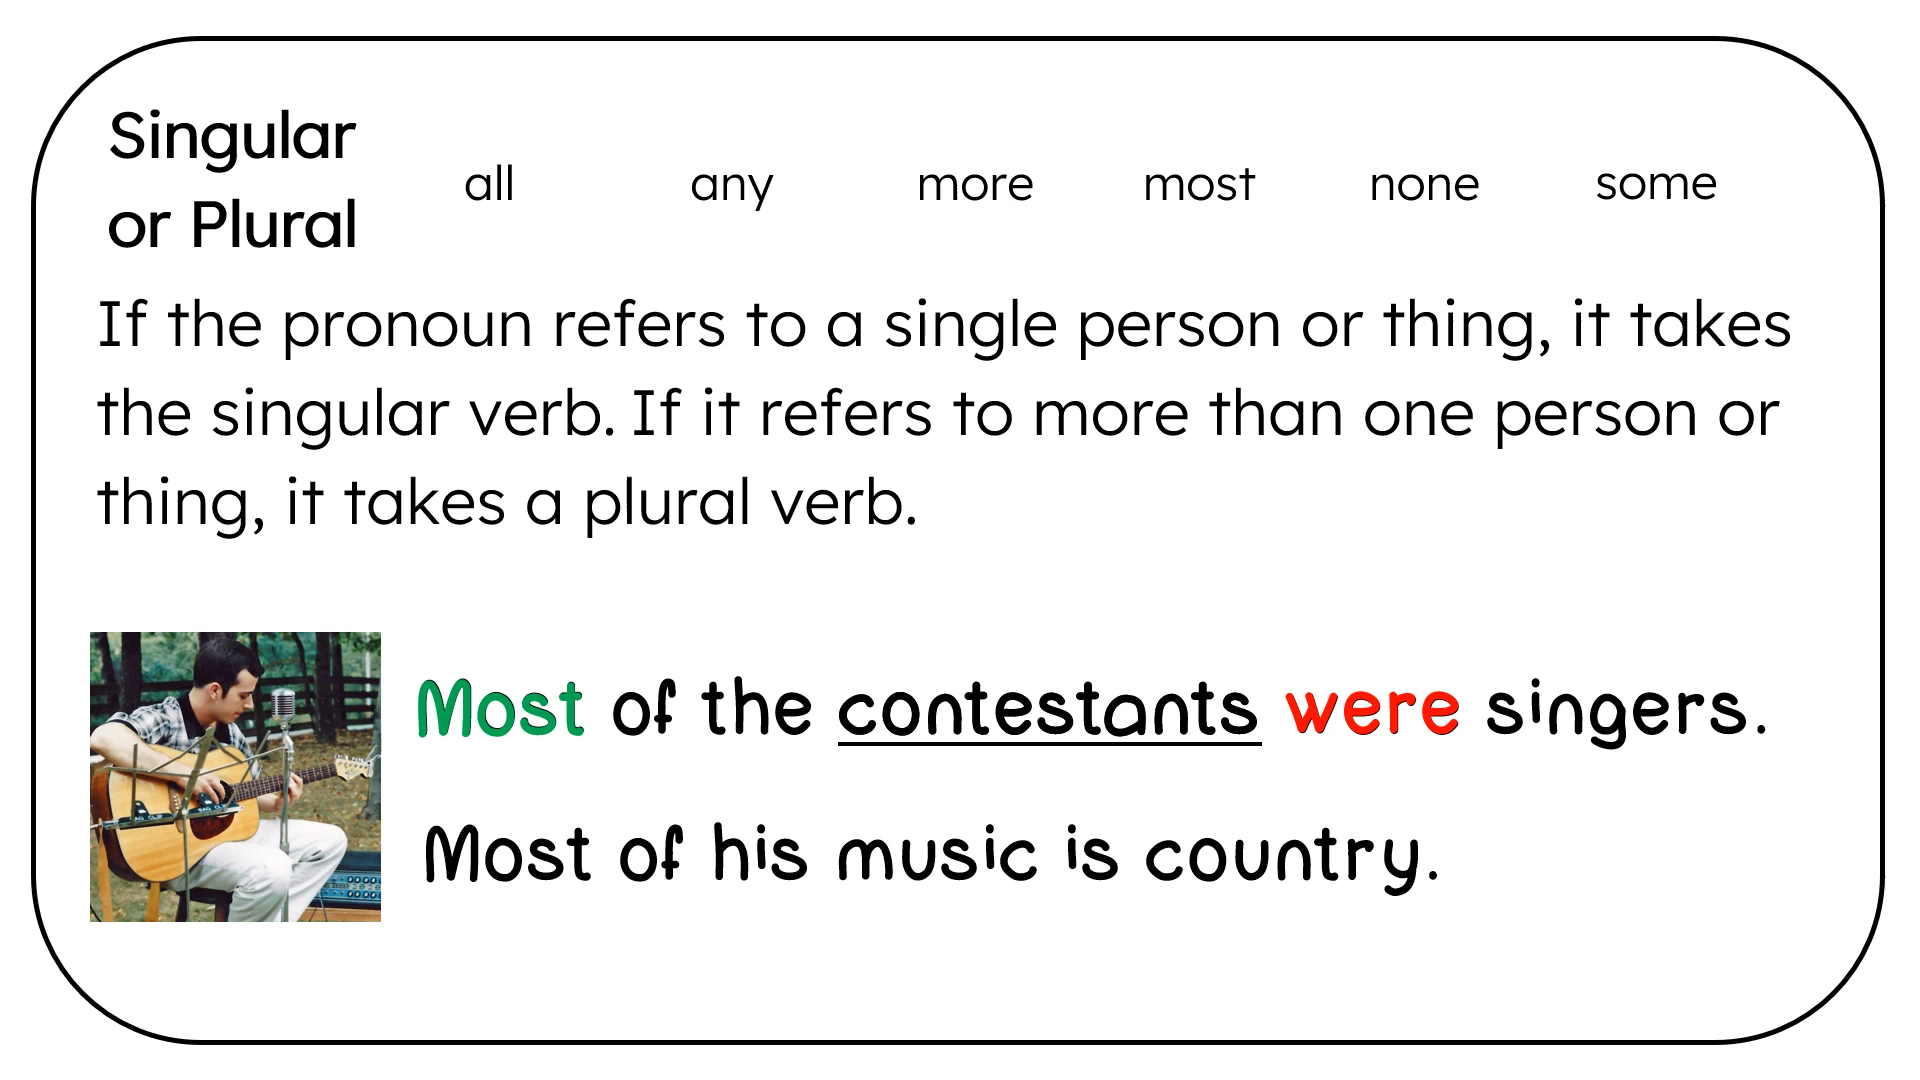 Singular
or Plural
all any more most none some
If the pronoun refers to a single person or thing, it takes
the singular verb. If it refers to more than one person or
thing, it takes a plural verb.
Most of the contestants were singers.
Most of his music is country.